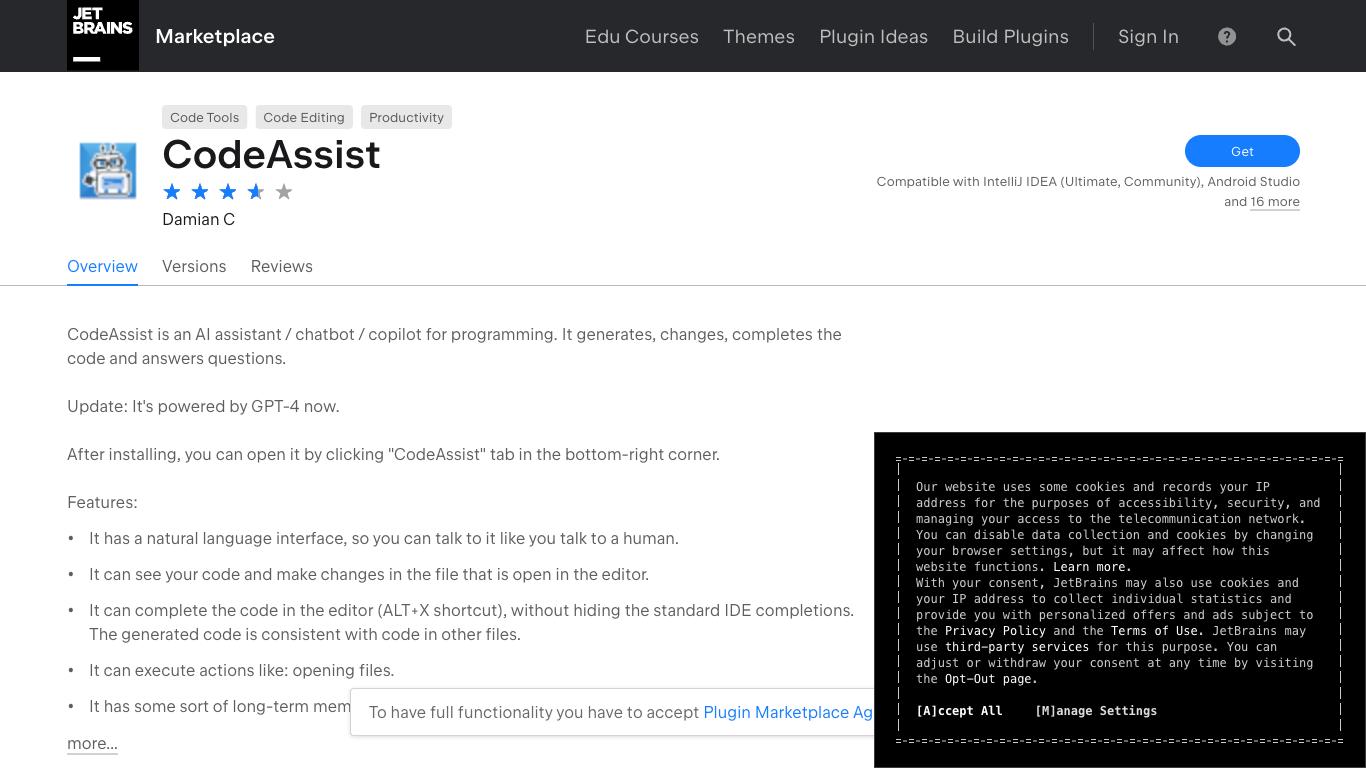 JET
BRAINS
Marketplace
Edu Courses
Themes
Plugin Ideas
Build Plugins
Sign In
?
Code Tools
Code Editing
Productivity
CodeAssist
Damian C
Get
Compatible with IntelliJ IDEA (Ultimate, Community), Android Studio
and 16 more
Overview
Versions
Reviews
CodeAssist is an AI assistant / chatbot / copilot for programming. It generates, changes, completes the
code and answers questions.
Update: It's powered by GPT-4 now.
After installing, you can open it by clicking "CodeAssist" tab in the bottom-right corner.
Features:
• It has a natural language interface, so you can talk to it like you talk to a human.
• It can see your code and make changes in the file that is open in the editor.
• It can complete the code in the editor (ALT+X shortcut), without hiding the standard IDE completions.
The generated code is consistent with code in other files.
• It can execute actions like: opening files.
• It has some sort of long-term mem
more...
To have full functionality you have to accept Plugin Marketplace Ag
Our website uses some cookies and records your IP
address for the purposes of accessibility, security, and
managing your access to the telecommunication network.
You can disable data collection and cookies by changing
your browser settings, but it may affect how this
website functions. Learn more.
With your consent, JetBrains may also use cookies and
your IP address to collect individual statistics and
provide you with personalized offers and ads subject to
the Privacy Policy and the Terms of Use. JetBrains may
use third-party services for this purpose. You can
adjust or withdraw your consent at any time by visiting
the Opt-Out page.
[A]ccept All
[M]anage Settings